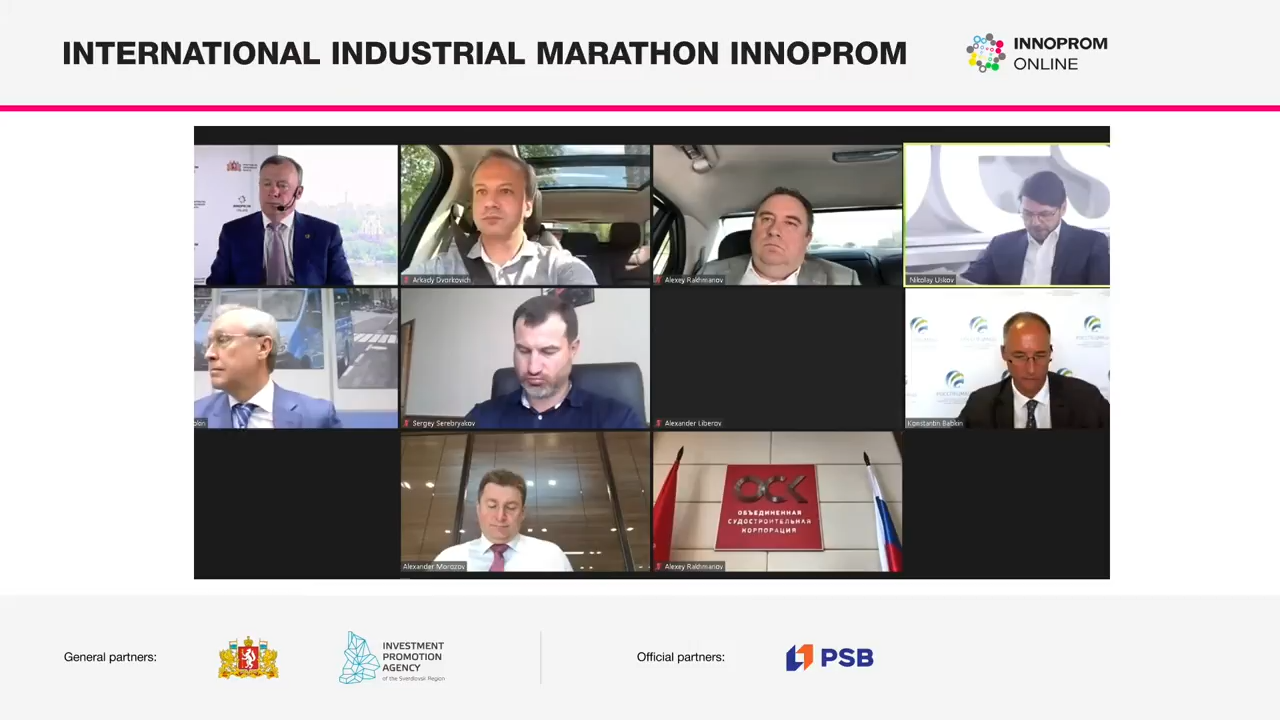 INTERNATIONAL INDUSTRIAL MARATHON INNOPROM
INNOPROM
ONLINE
Arkady Dvorkovich
Alexey Rakhmanov
Nikolay Uskov
Sergey Serebryakov
Alexander Liberov
Konstantin Babkin
ОСК
ОБЪЕДИНЕННАЯ
СУДОСТРОИТЕЛЬНАЯ
КОРПОРАЦИЯ
Alexander Morozov
Alexey Rakhmanov
General partners:
INVESTMENT
PROMOTION
AGENCY
of the Sverdlovsk Region
Official partners:
PSB